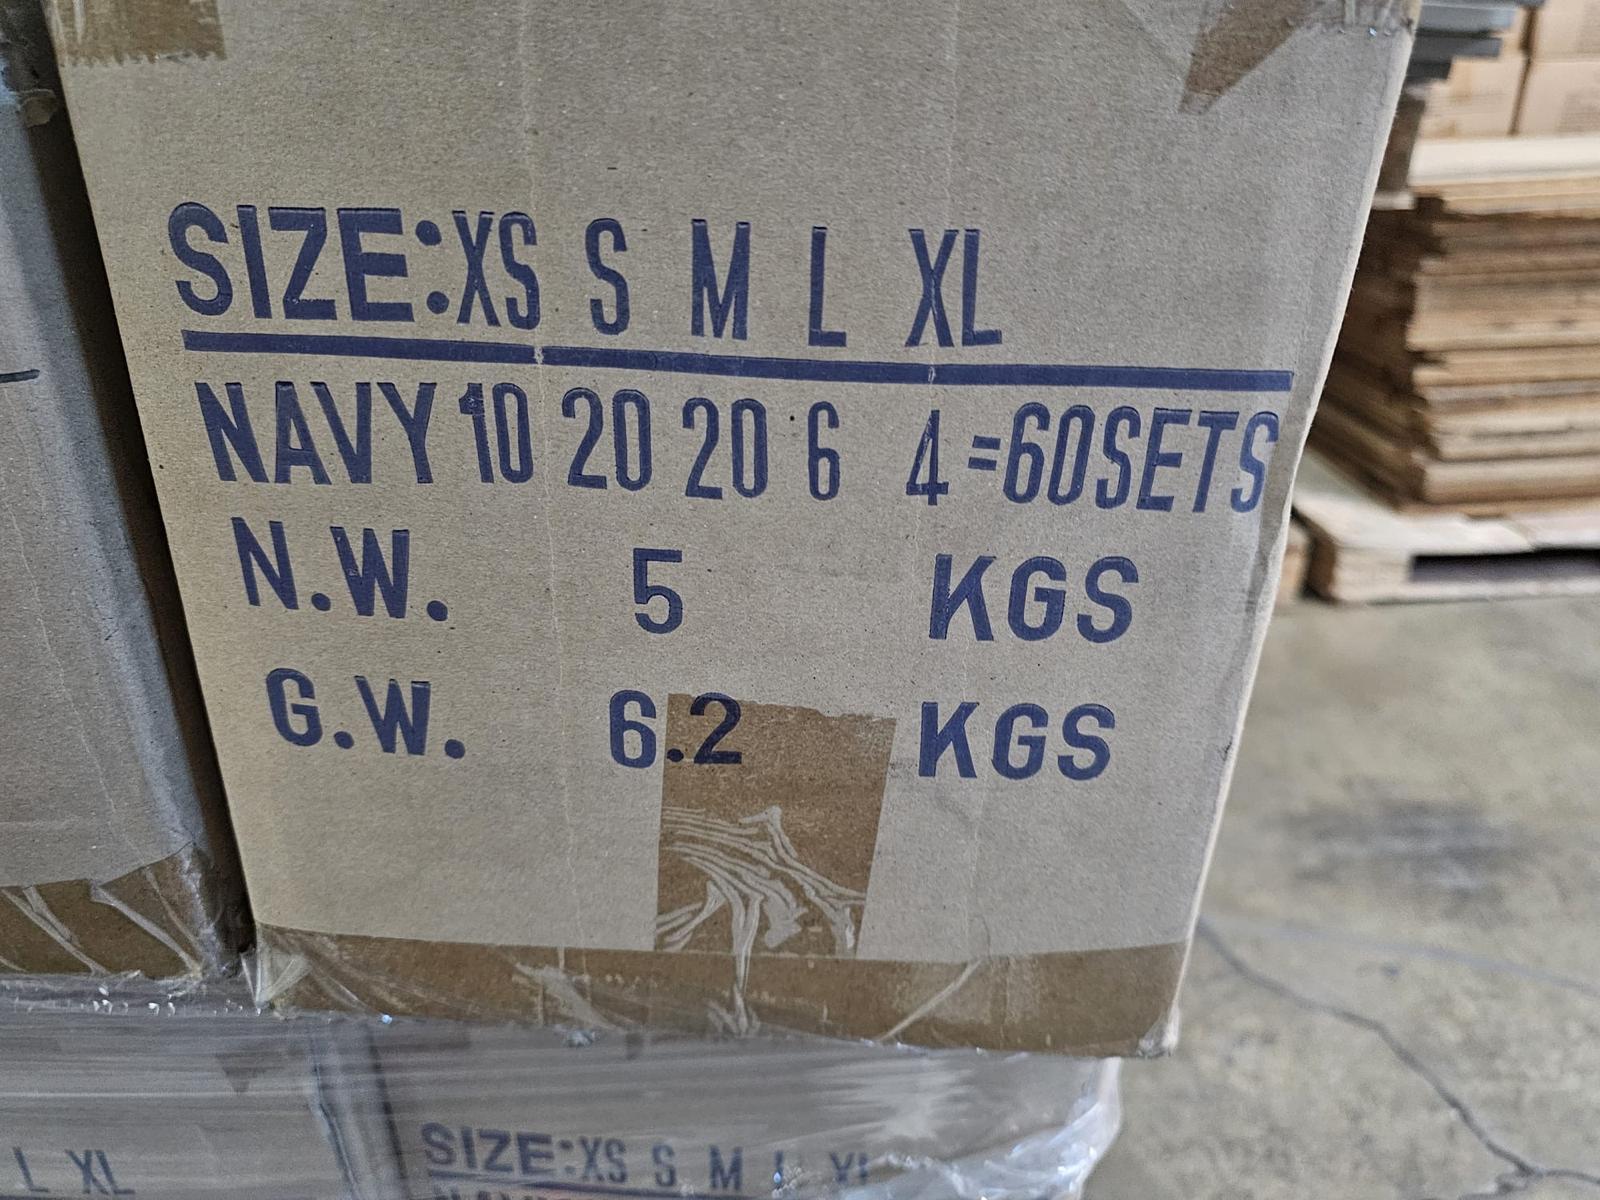 SIZE:XS S M L XL
NAVY 10 20 20 6 4 =60SETS
N.W. 5 KGS
G.W. 6.2 KGS
L XL
SIZE:XS S M L XL